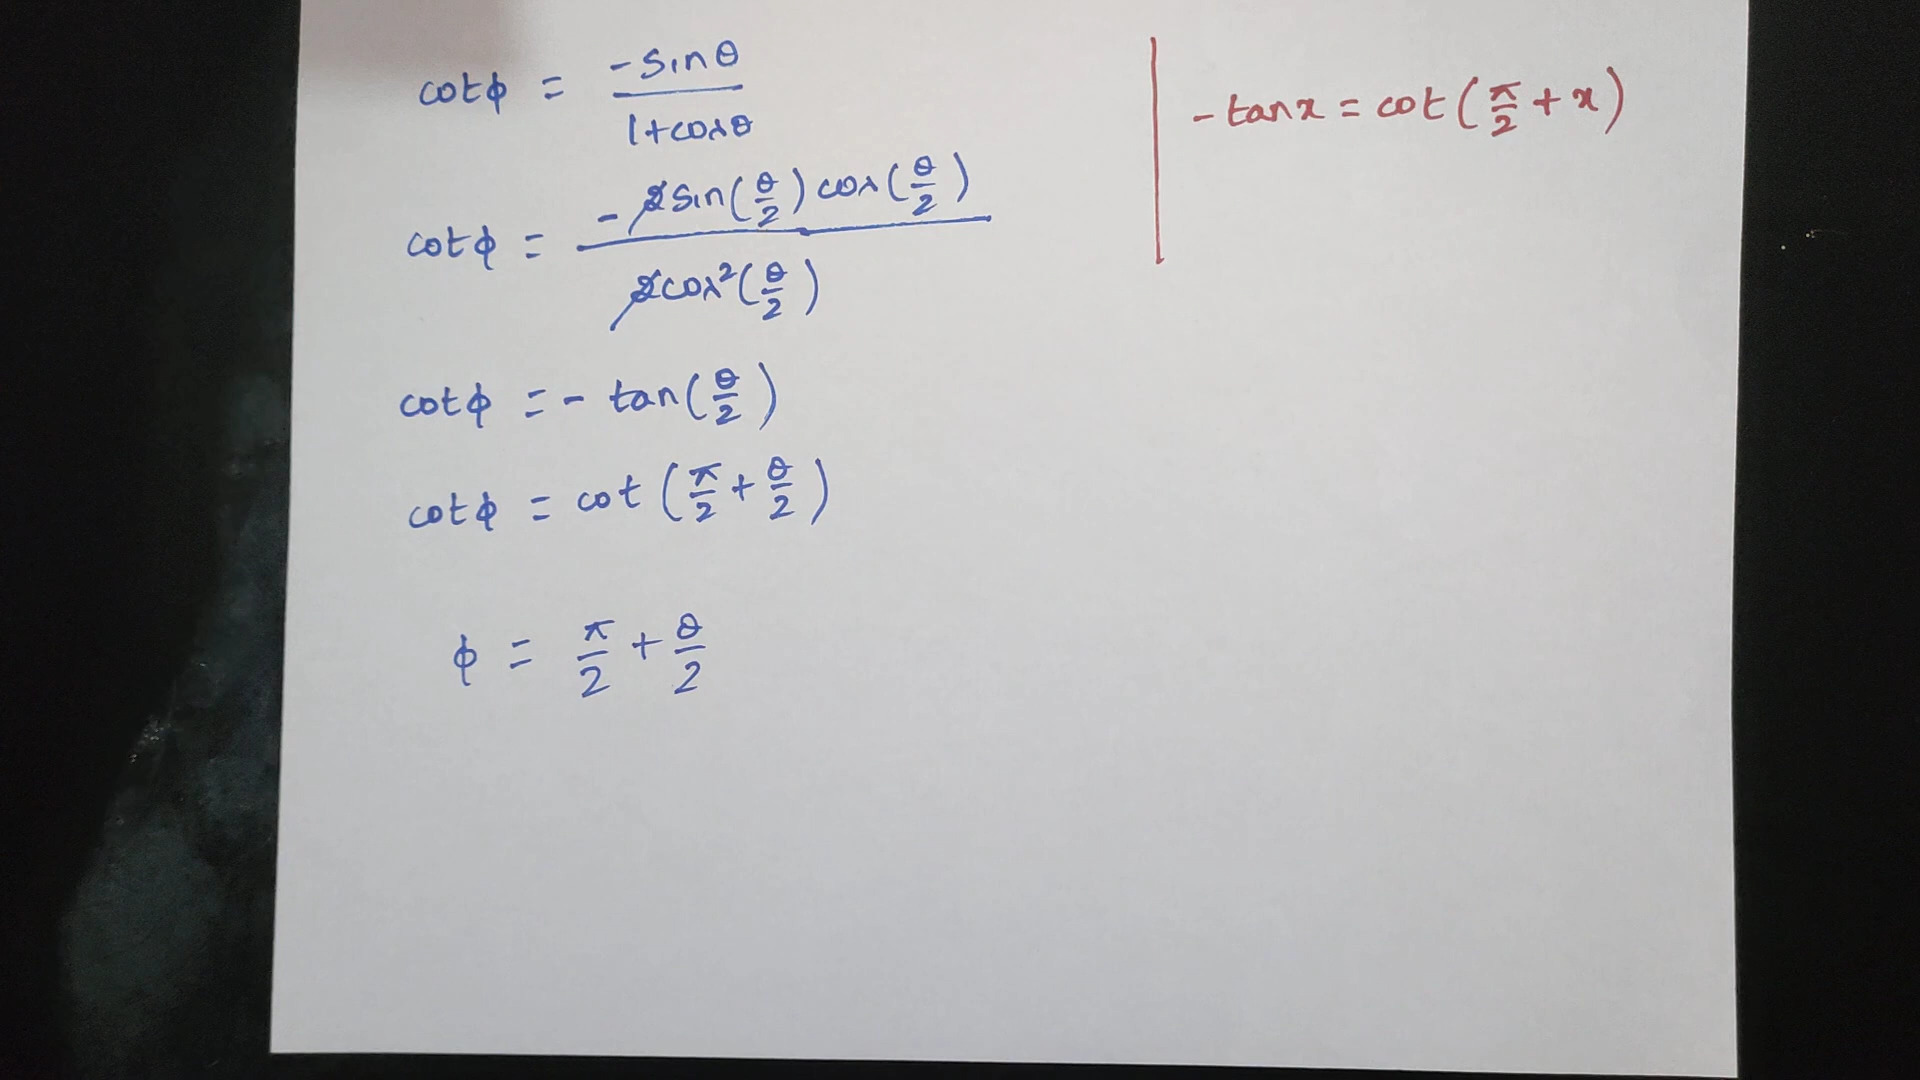 cotϕ = -sinθ / 1+cosθ
cotϕ = -2sin(θ/2)cos(θ/2) / 2cos²(θ/2)
cotϕ = -tan(θ/2)
cotϕ = cot(π/2+θ/2)
ϕ = π/2 + θ/2
-tanx = cot(π/2+x)